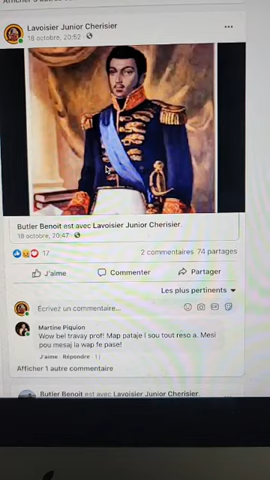 Lavoisier Junior Cherisier
18 octobre, 20:52
Butler Benoit est avec Lavoisier Junior Cherisier.
18 octobre, 20:47
17
2 commentaires 74 partages
J'aime
Commenter
Partager
Les plus pertinents
Écrivez un commentaire...
Martine Piquion
Wow bel travay prof! Map pataje l sou tout reso a. Mesi
pou mesaj la wap fe pase!
J'aime Répondre
Afficher 1 autre commentaire
Butler Benoit est avec Lavoisier Junior Cherisier.